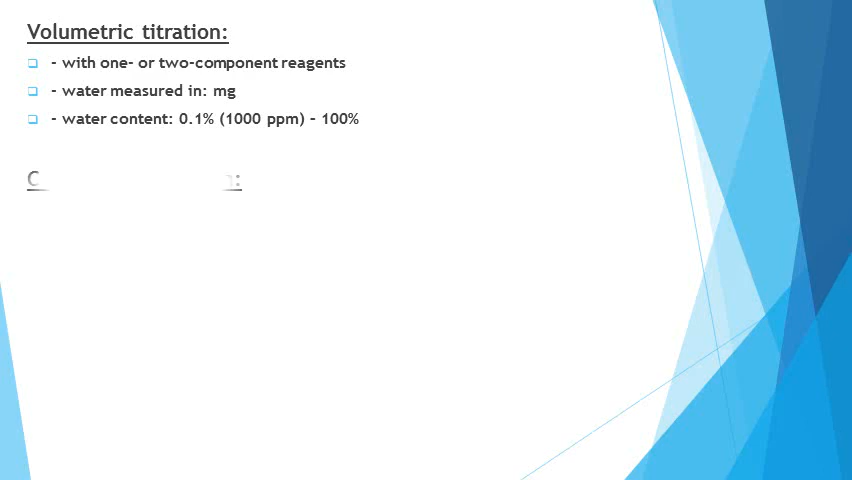 Volumetric titration:
- with one- or two-component reagents
- water measured in: mg
- water content: 0.1% (1000 ppm) – 100%